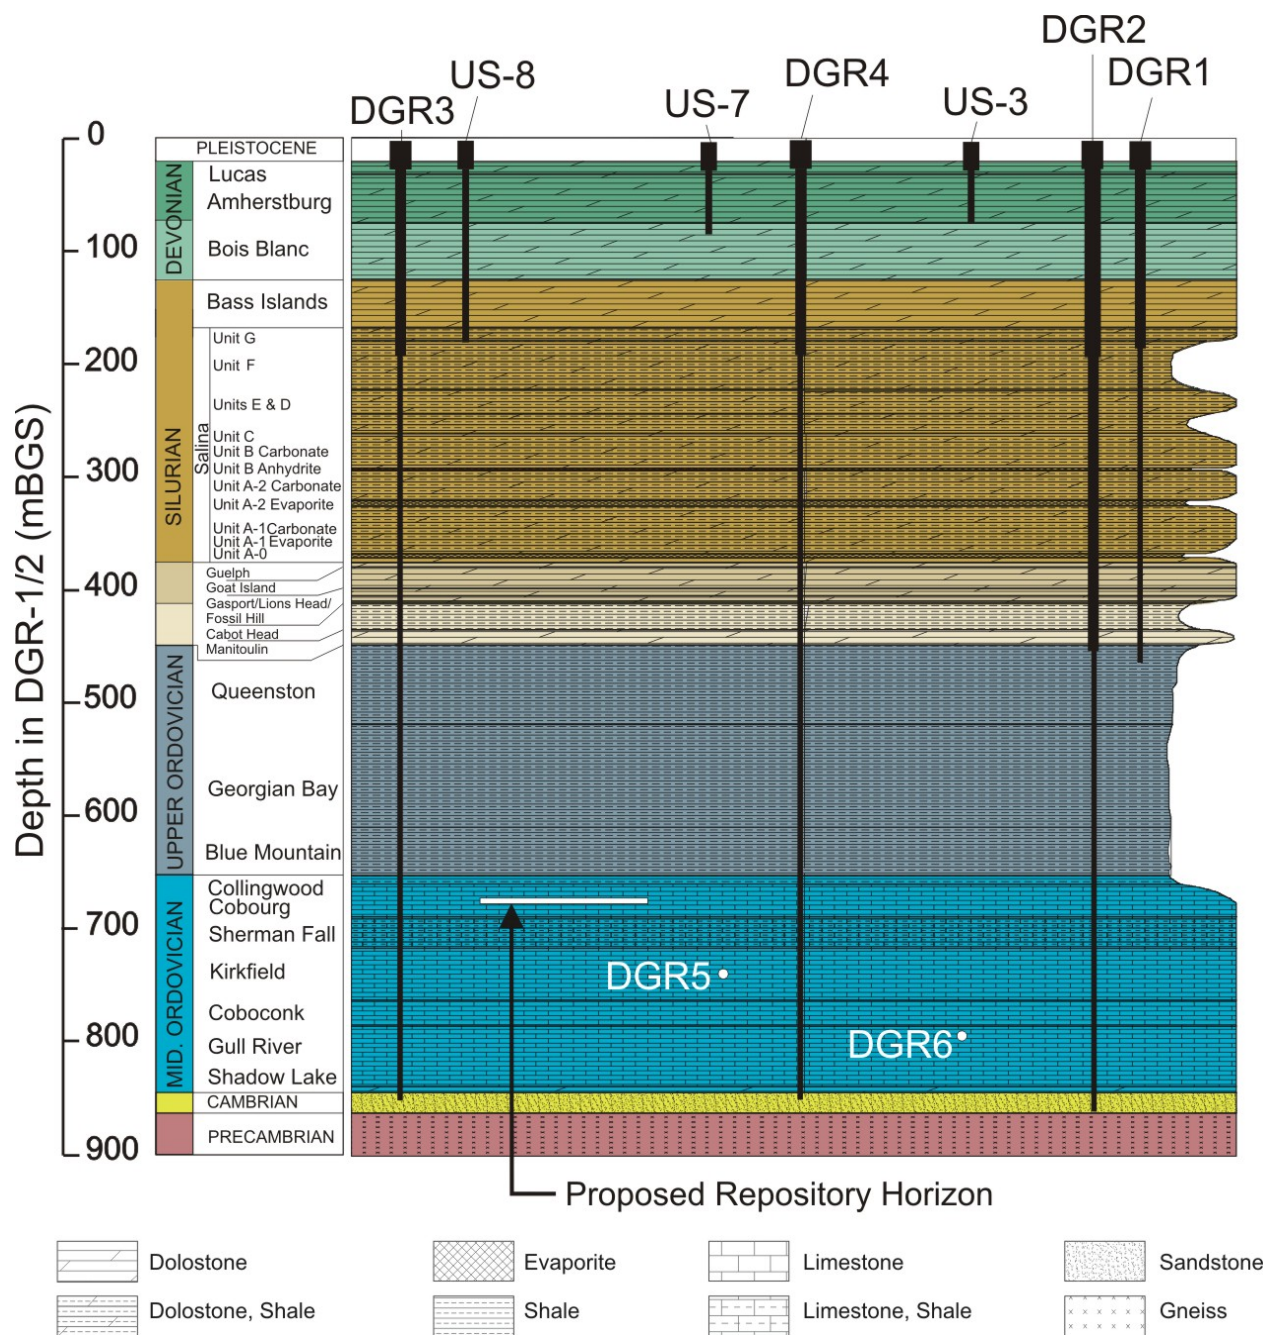 DGR2
US-8
DGR4
DGR1
DGR3
US-7
US-3
Depth in DGR-1/2 (mBGS)
0
100
200
300
400
500
600
700
800
900
PLEISTOCENE
DEVONIAN
Lucas
Amherstburg
Bois Blanc
SILURIAN
Bass Islands
Salina
Unit G
Unit F
Units E & D
Unit C
Unit B Carbonate
Unit B Anhydrite
Unit A-2 Carbonate
Unit A-2 Evaporite
Unit A-1Carbonate
Unit A-1 Evaporite
Unit A-0
Guelph
Goat Island
Gasport/Lions Head/
Fossil Hill
Cabot Head
Manitoulin
UPPER ORDOVICIAN
Queenston
Georgian Bay
Blue Mountain
MID. ORDOVICIAN
Collingwood
Cobourg
Sherman Fall
Kirkfield
Coboconk
Gull River
Shadow Lake
CAMBRIAN
PRECAMBRIAN
DGR5
DGR6
Proposed Repository Horizon
Dolostone
Evaporite
Limestone
Sandstone
Dolostone, Shale
Shale
Limestone, Shale
Gneiss